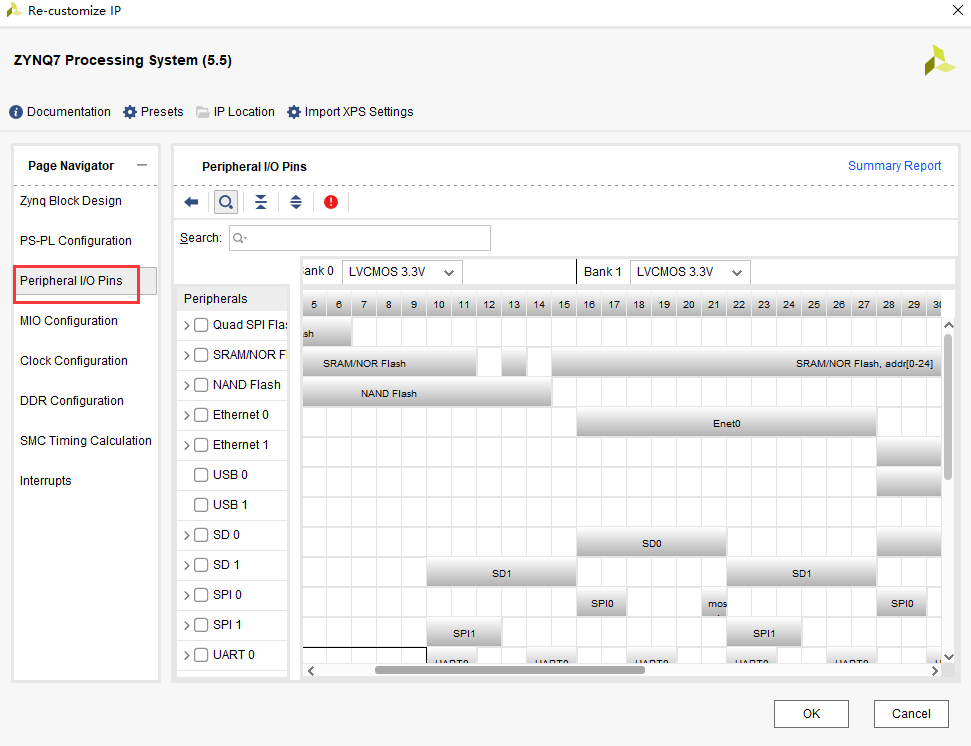 Re-customize IP
ZYNQ7 Processing System (5.5)
Documentation Presets IP Location Import XPS Settings
Page Navigator
Zynq Block Design
PS-PL Configuration
Peripheral I/O Pins
MIO Configuration
Clock Configuration
DDR Configuration
SMC Timing Calculation
Interrupts
Peripheral I/O Pins Summary Report
Search:
ank 0 LVCMOS 3.3V Bank 1 LVCMOS 3.3V
Peripherals 5 6 7 8 9 10 11 12 13 14 15 16 17 18 19 20 21 22 23 24 25 26 27 28 29 30
Quad SPI Flas sh
SRAM/NOR F SRAM/NOR Flash SRAM/NOR Flash, addr[0-24]
NAND Flash NAND Flash
Ethernet 0 Enet0
Ethernet 1
USB 0
USB 1
SD 0 SD0
SD 1 SD1 SD1
SPI 0 SPI0 mos SPI0
SPI 1 SPI1 SPI1
UART 0 UART0 UART0 UART0 UART0 UART0
OK Cancel